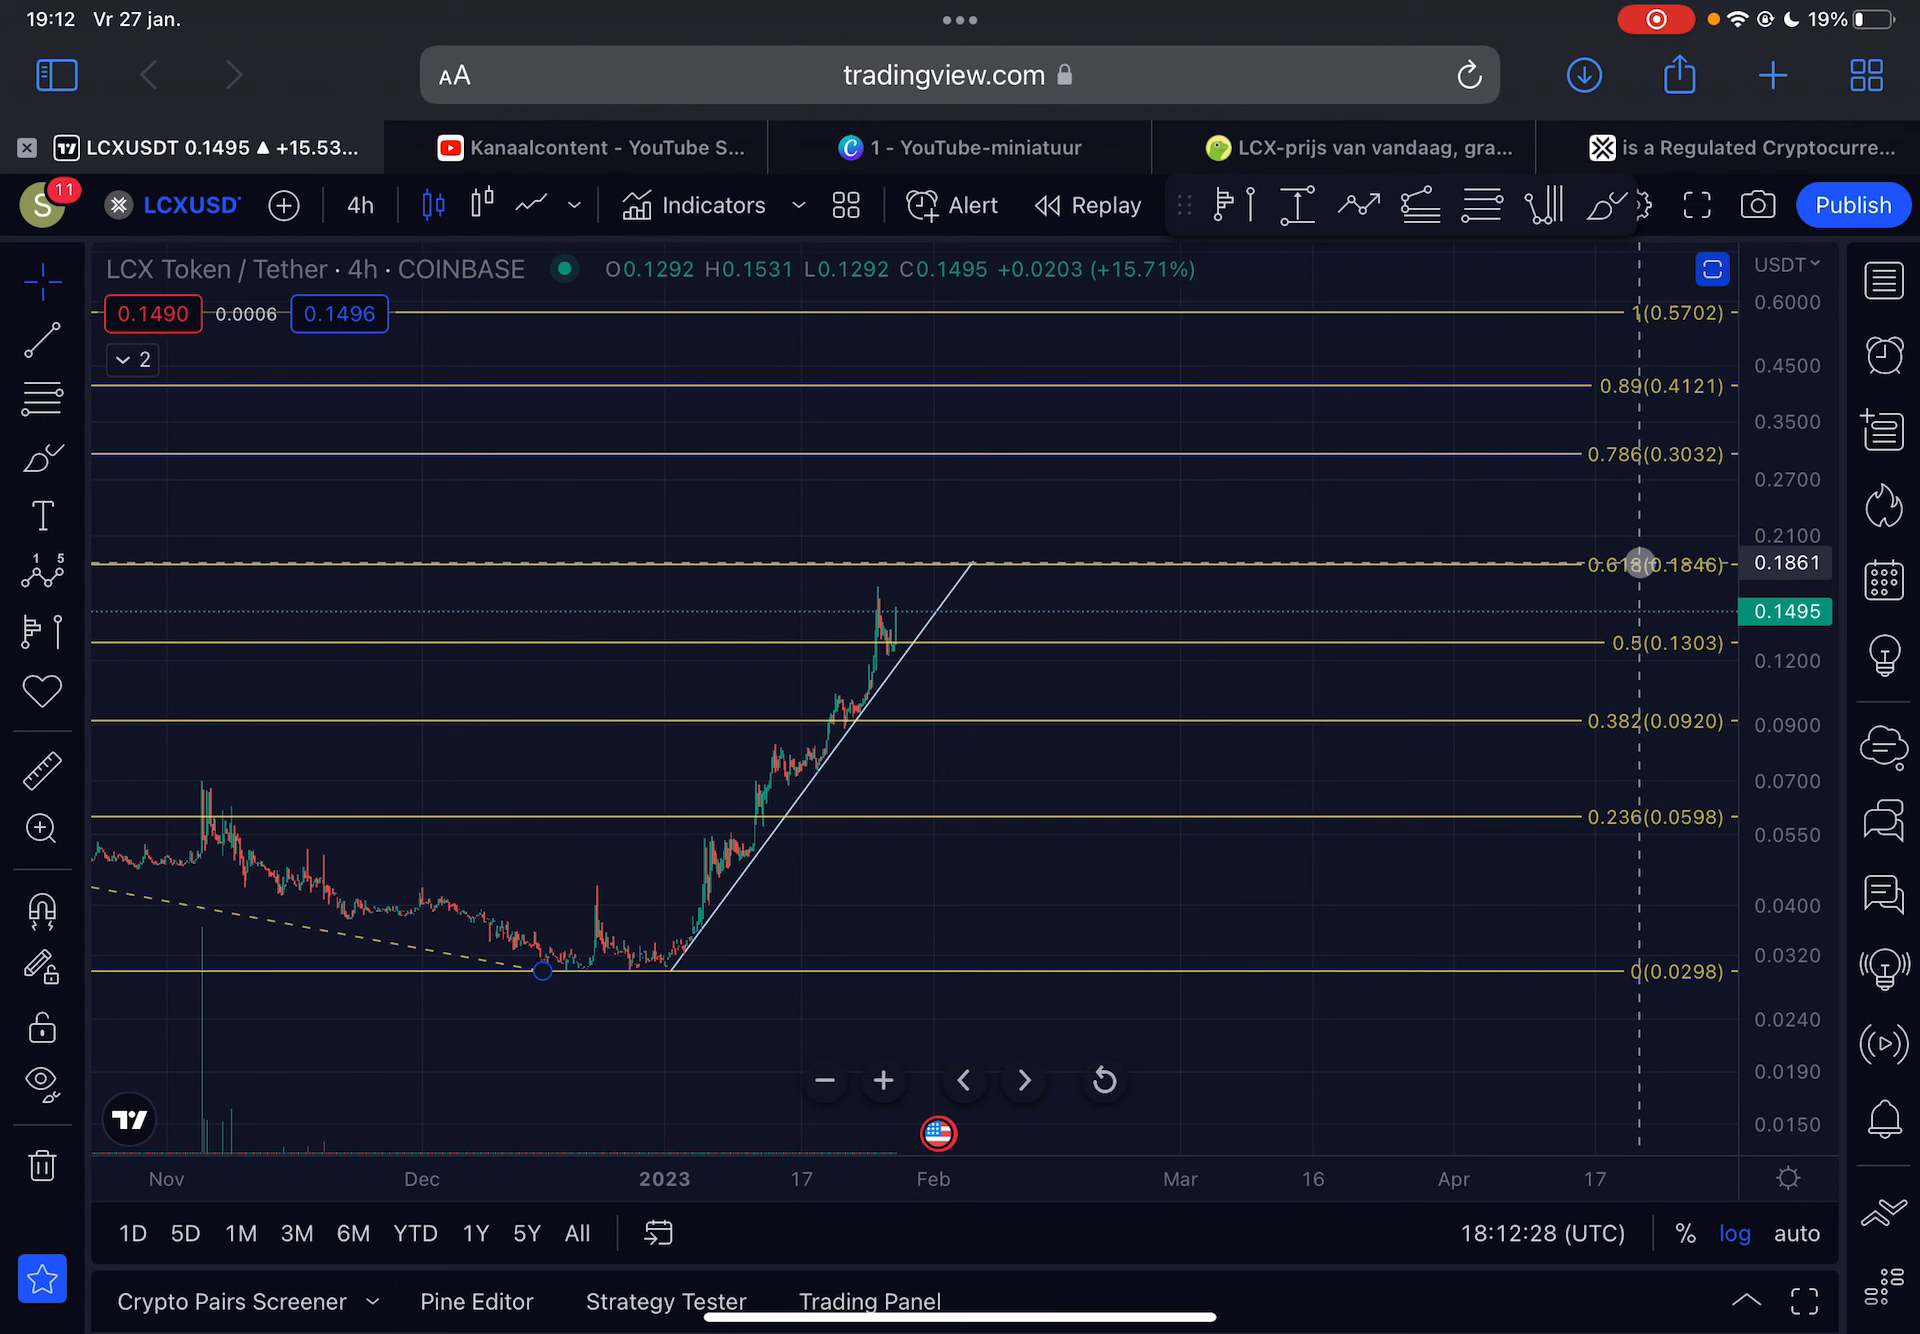 19:12 Vr 27 jan.
19%
AA
tradingview.com
LCXUSDT 0.1495 ▲ +15.53...
Kanaalcontent - YouTube S...
1 - YouTube-miniatuur
LCX-prijs van vandaag, gra...
is a Regulated Cryptocurre...
S
11
LCXUSD
4h
Indicators
Alert
Replay
Publish
LCX Token / Tether · 4h · COINBASE
O0.1292 H0.1531 L0.1292 C0.1495 +0.0203 (+15.71%)
USDT
0.1490
0.0006
0.1496
2
1(0.5702)
0.89(0.4121)
0.786(0.3032)
0.618(0.1846)
0.5(0.1303)
0.382(0.0920)
0.236(0.0598)
0(0.0298)
0.6000
0.4500
0.3500
0.2700
0.2100
0.1861
0.1495
0.1200
0.0900
0.0700
0.0550
0.0400
0.0320
0.0240
0.0190
0.0150
Nov
Dec
2023
17
Feb
Mar
16
Apr
17
1D 5D 1M 3M 6M YTD 1Y 5Y All
18:12:28 (UTC)
% log auto
Crypto Pairs Screener
Pine Editor
Strategy Tester
Trading Panel